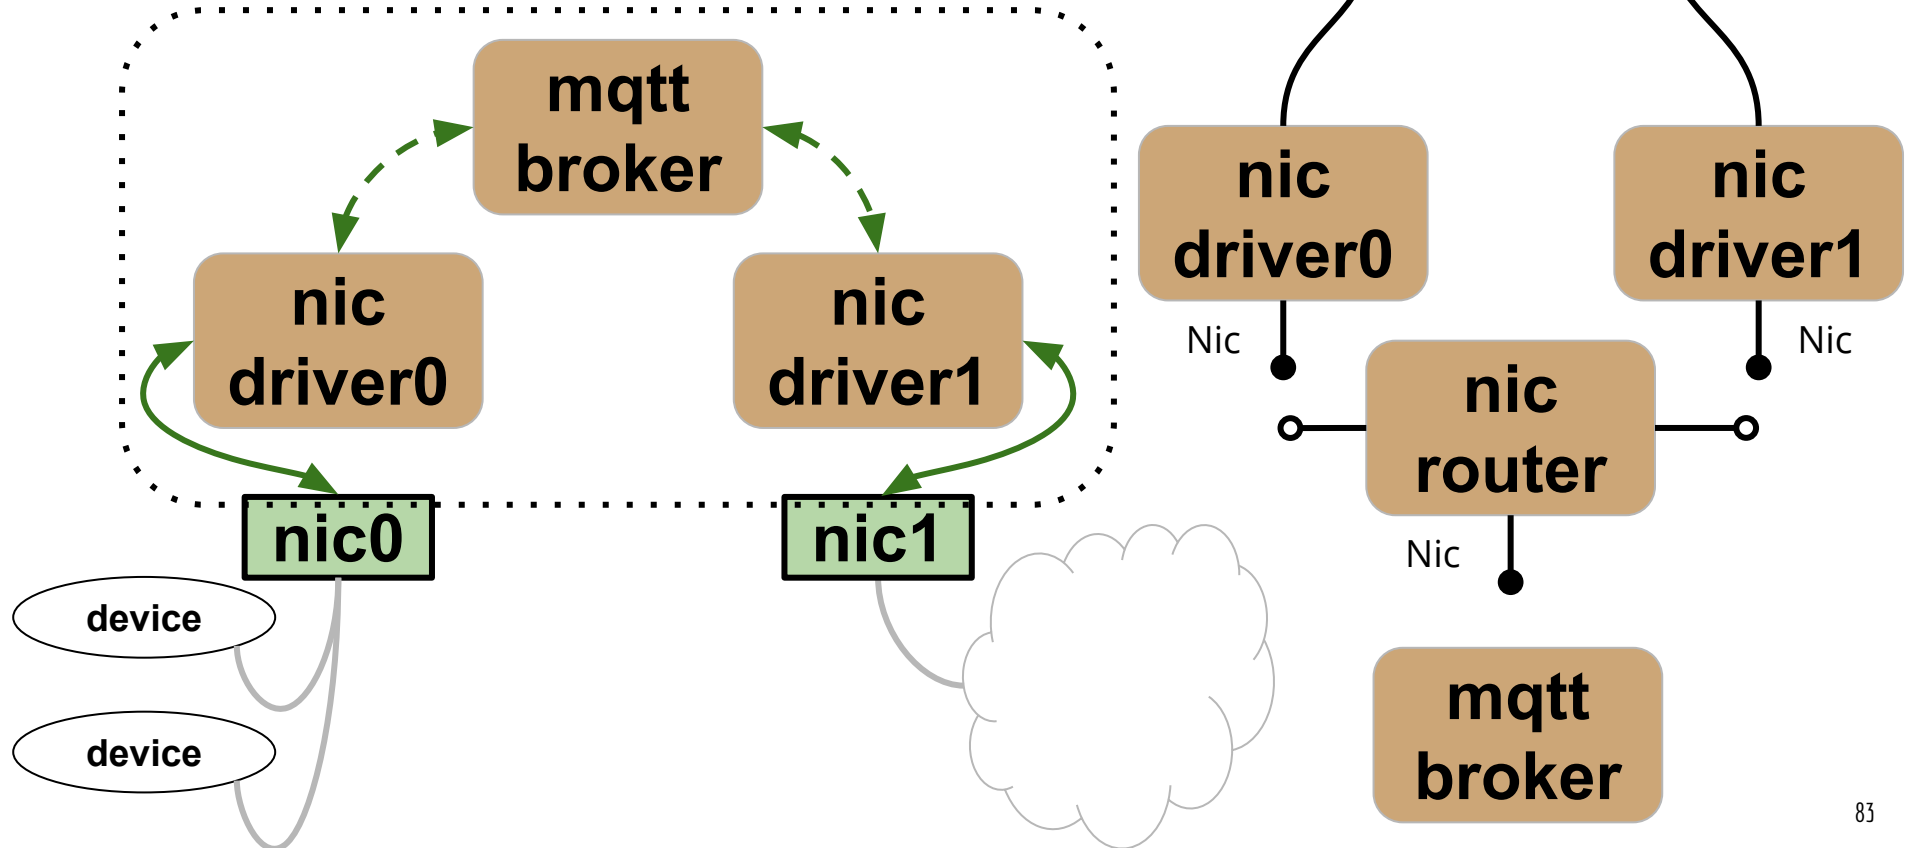 mqtt
broker
nic
driver0
nic
driver1
nic0
nic1
device
device
nic
driver0
nic
driver1
Nic
Nic
nic
router
Nic
mqtt
broker
83